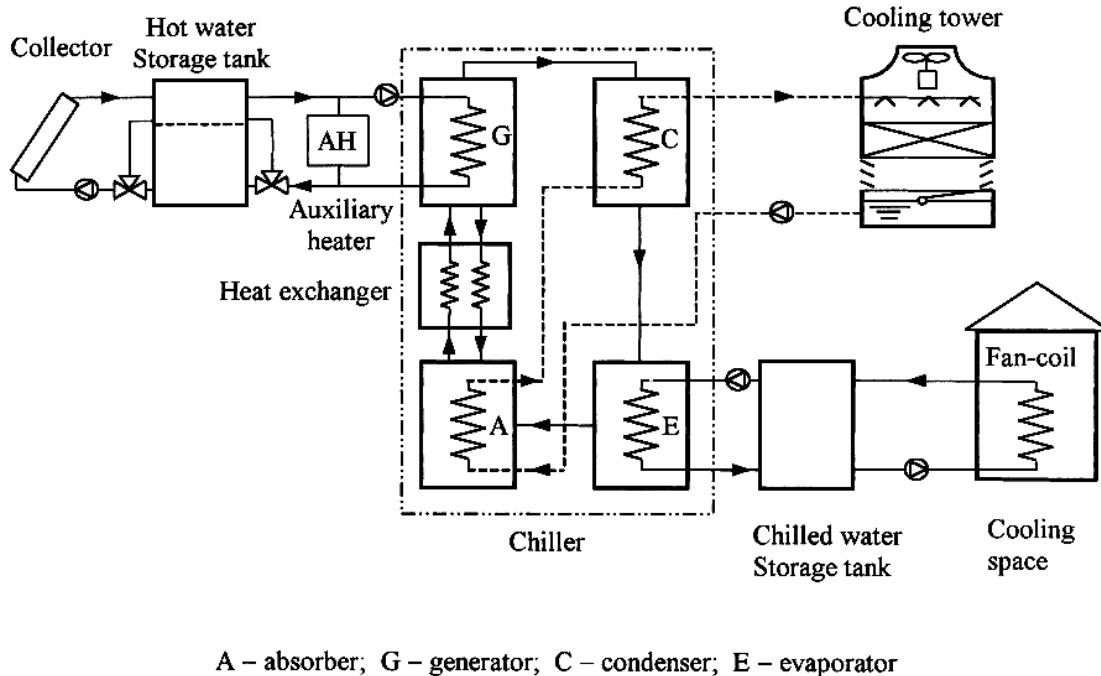 Collector
Hot water
Storage tank
Cooling tower
AH
G
C
Auxiliary
heater
Heat exchanger
A
E
Fan-coil
Chiller
Chilled water
Storage tank
Cooling
space
A – absorber; G – generator; C – condenser; E – evaporator